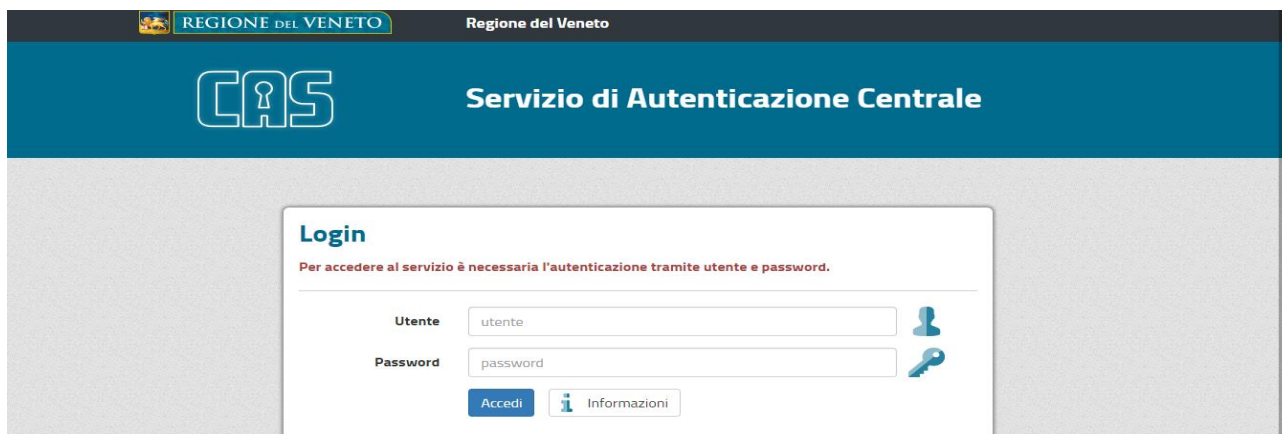 REGIONE DEL VENETO Regione del Veneto
CAS Servizio di Autenticazione Centrale
Login
Per accedere al servizio è necessaria l'autenticazione tramite utente e password.
Utente utente
Password password
Accedi i Informazioni